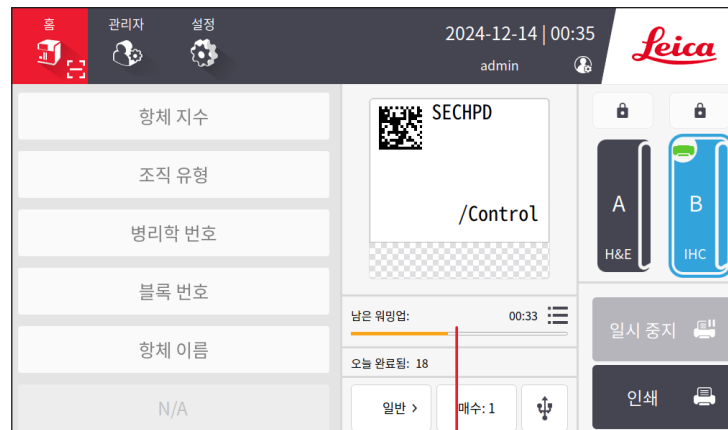 홈
관리자
설정
2024-12-14 | 00:35
admin
Leica
항체 지수
조직 유형
병리학 번호
블록 번호
항체 이름
N/A
SECHPD
/Control
남은 워밍업: 00:33
오늘 완료됨: 18
일반 >
매수: 1
A
H&E
B
IHC
일시 중지
인쇄